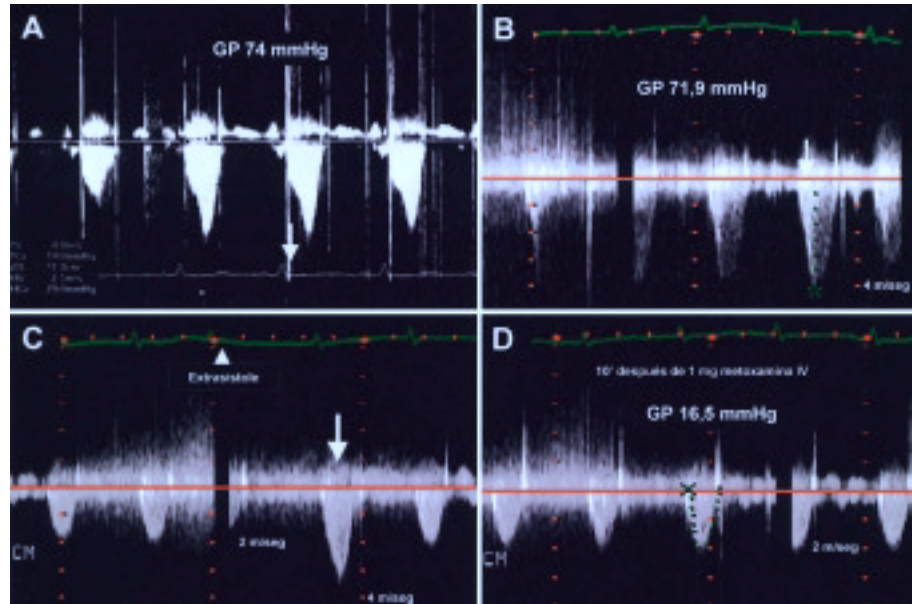 A
GP 74 mmHg
B
GP 71,9 mmHg
4 m/seg
C
Extrasístole
2 m/seg
CM
4 m/seg
D
10' después de 1 mg metoxamina IV
GP 16,5 mmHg
2 m/seg
CM